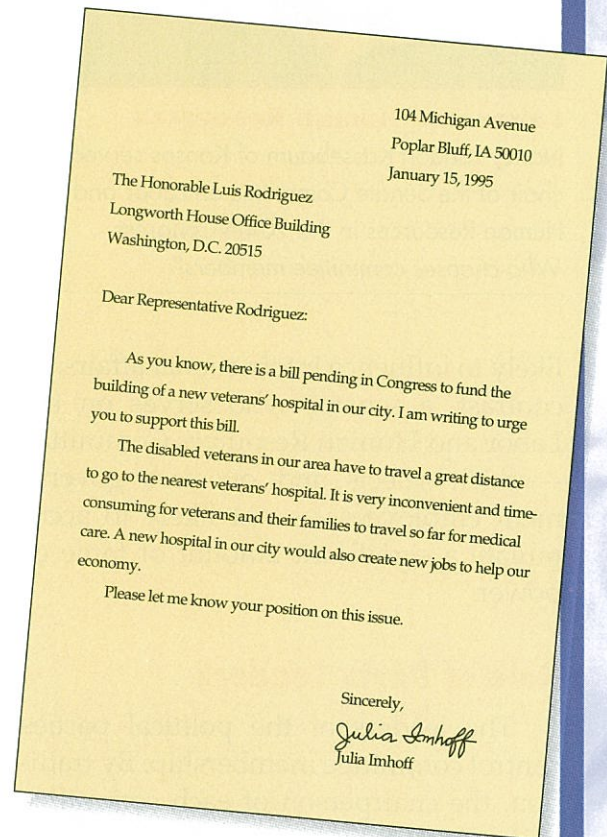 104 Michigan Avenue
Poplar Bluff, IA 50010
January 15, 1995
The Honorable Luis Rodriguez
Longworth House Office Building
Washington, D.C. 20515
Dear Representative Rodriguez:
As you know, there is a bill pending in Congress to fund the
building of a new veterans' hospital in our city. I am writing to urge
you to support this bill.
The disabled veterans in our area have to travel a great distance
to go to the nearest veterans' hospital. It is very inconvenient and time-
consuming for veterans and their families to travel so far for medical
care. A new hospital in our city would also create new jobs to help our
economy.
Please let me know your position on this issue.
Sincerely,
Julia Imhoff
Julia Imhoff